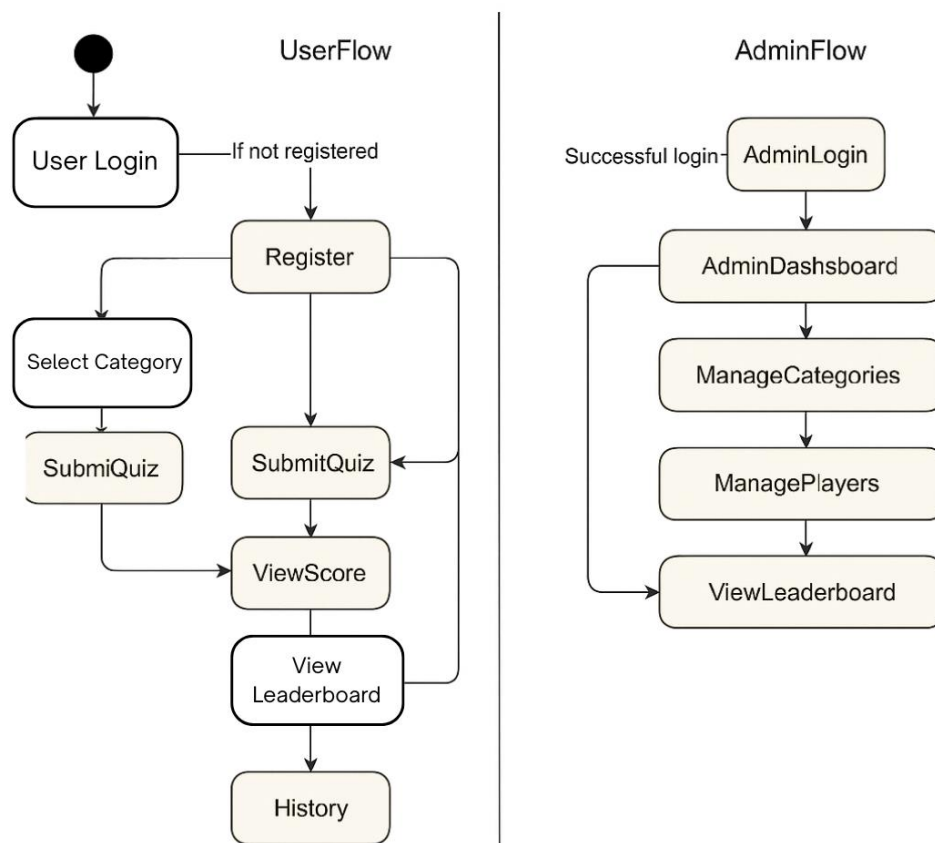 UserFlow
User Login
If not registered
Register
Select Category
SubmiQuiz
SubmitQuiz
ViewScore
View
Leaderboard
History
AdminFlow
Successful login
AdminLogin
AdminDashsboard
ManageCategories
ManagePlayers
ViewLeaderboard